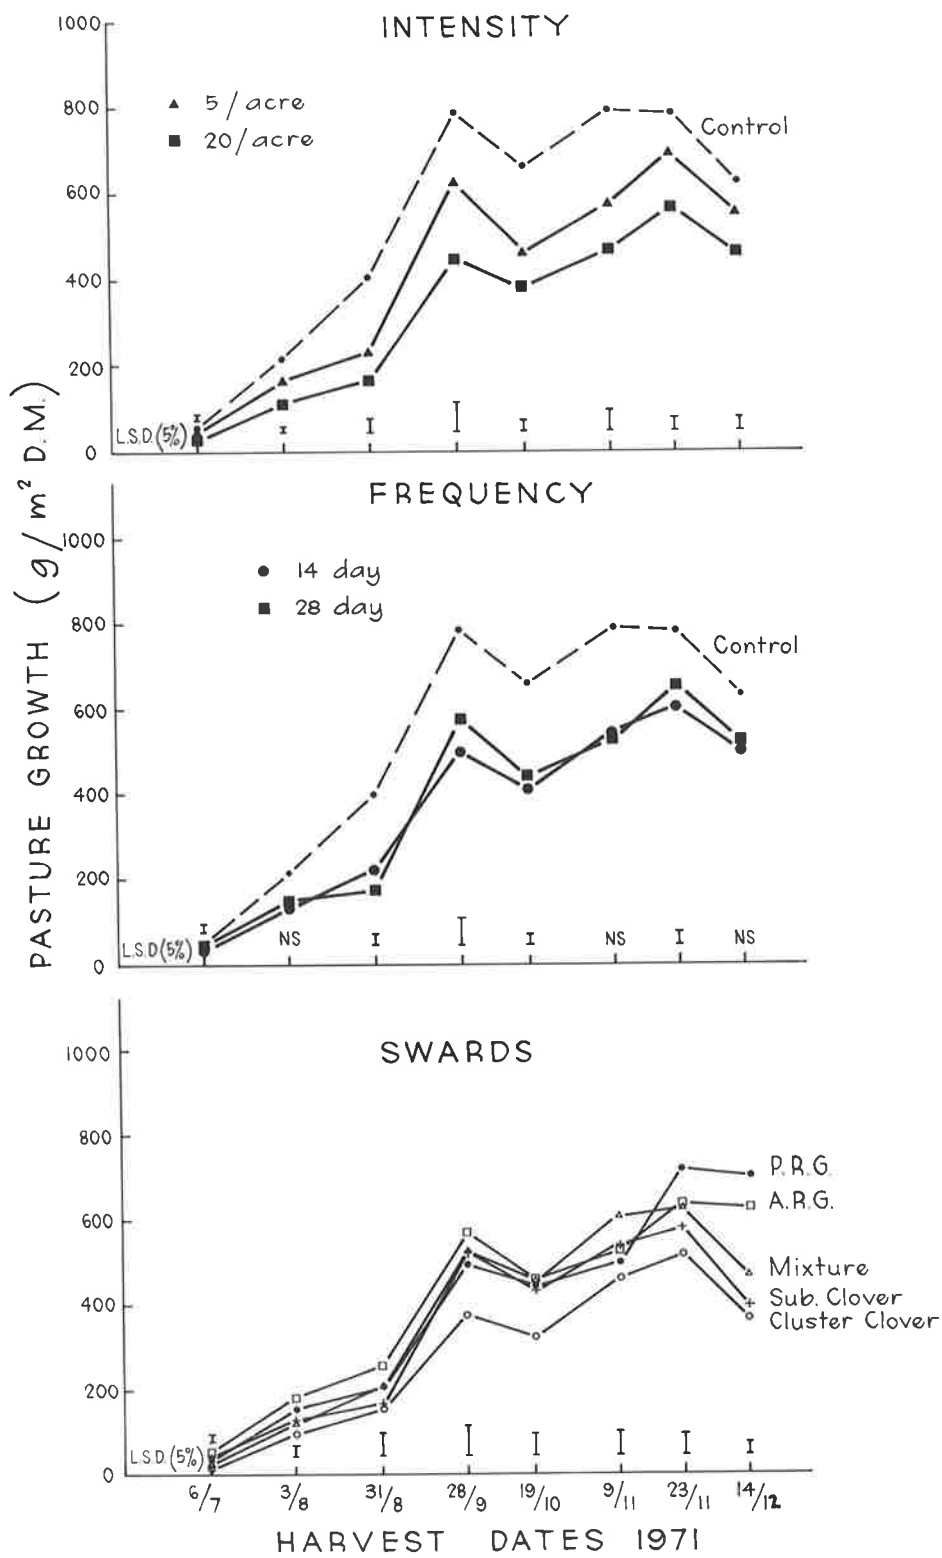 INTENSITY
1000
800
600
400
200
0
5/acre
20/acre
Control
L.S.D.(5%)
FREQUENCY
1000
800
600
400
200
0
14 day
28 day
Control
L.S.D(5%)
NS
NS
NS
PASTURE GROWTH (g/m² D.M.)
SWARDS
1000
800
600
400
200
0
P.R.G.
A.R.G.
Mixture
Sub. Clover
Cluster Clover
L.S.D.(5%)
6/7 3/8 31/8 28/9 19/10 9/11 23/11 14/12
HARVEST DATES 1971